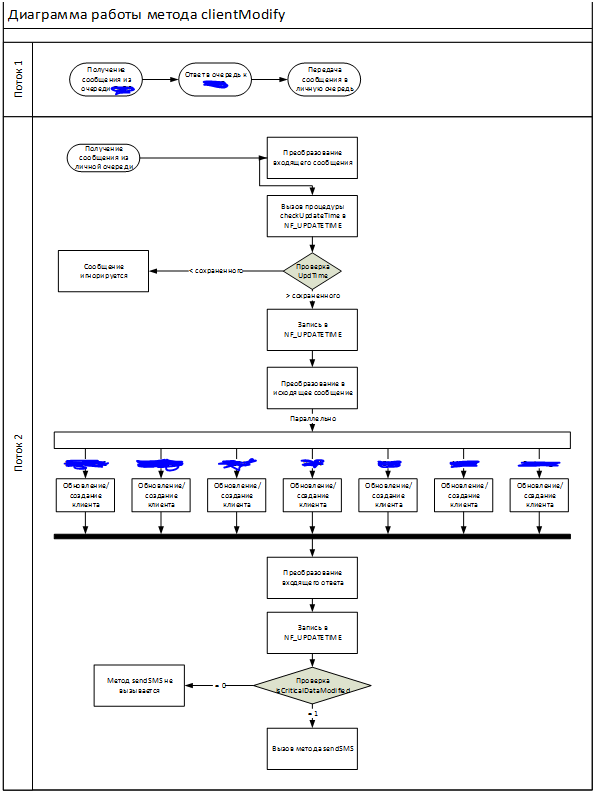 Диаграмма работы метода clientModify
Поток 1
Получение
сообщения из
очереди
Ответ в очередь к
Передача
сообщения в
личную очередь
Поток 2
Получение
сообщения из
личной очереди
Преобразование
входящего сообщения
Вызов процедуры
checkUpdateTime в
NF_UPDATETIME
Сообщение
игнорируется
< сохраненного
Проверка
UpdTime
> сохраненного
Запись в
NF_UPDATETIME
Преобразование в
исходящее сообщение
Параллельно
Обновление/
создание
клиента
Обновление/
создание
клиента
Обновление/
создание
клиента
Обновление/
создание
клиента
Обновление/
создание
клиента
Обновление/
создание
клиента
Обновление/
создание
клиента
Преобразование
входящего ответа
Запись в
NF_UPDATETIME
Метод sendSMS не
вызывается
= 0
Проверка
isCriticalDataModified
= 1
Вызов метода sendSMS